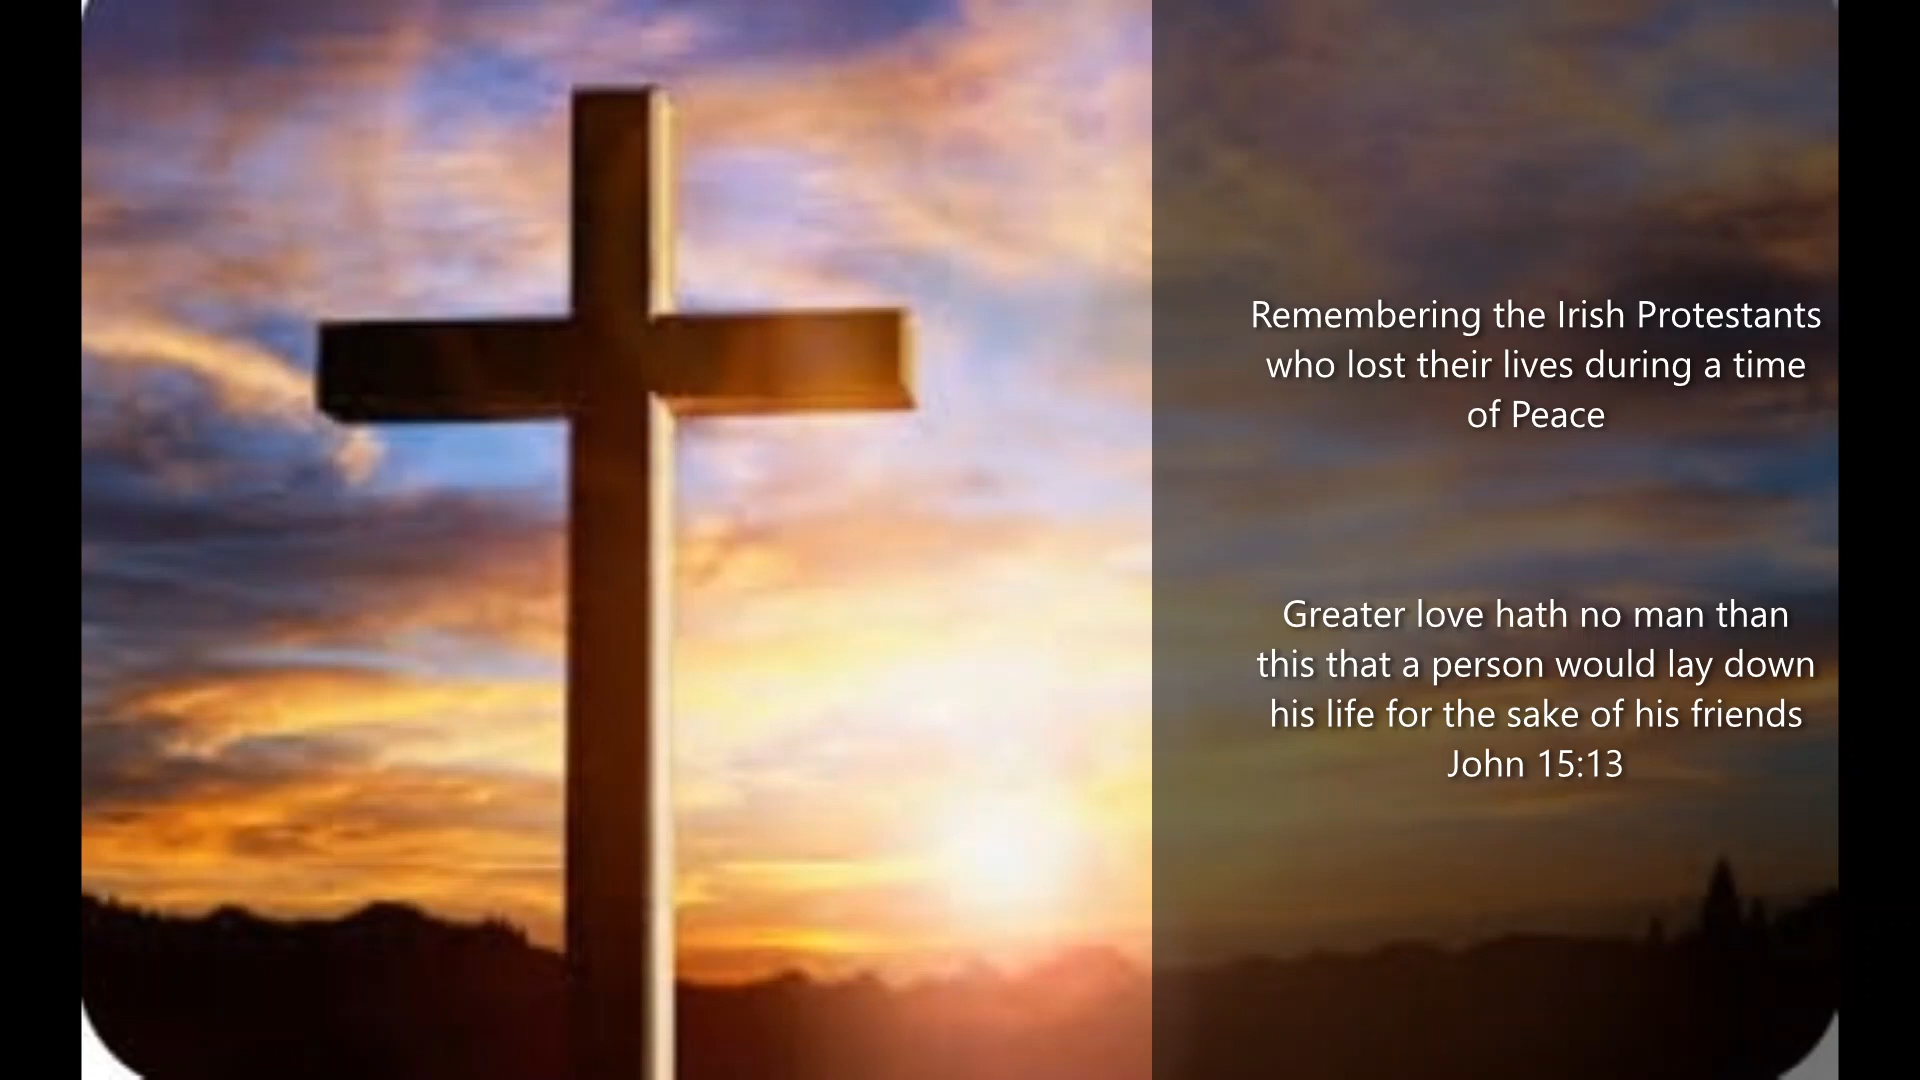 Remembering the Irish Protestants
who lost their lives during a time
of Peace
Greater love hath no man than
this that a person would lay down
his life for the sake of his friends
John 15:13